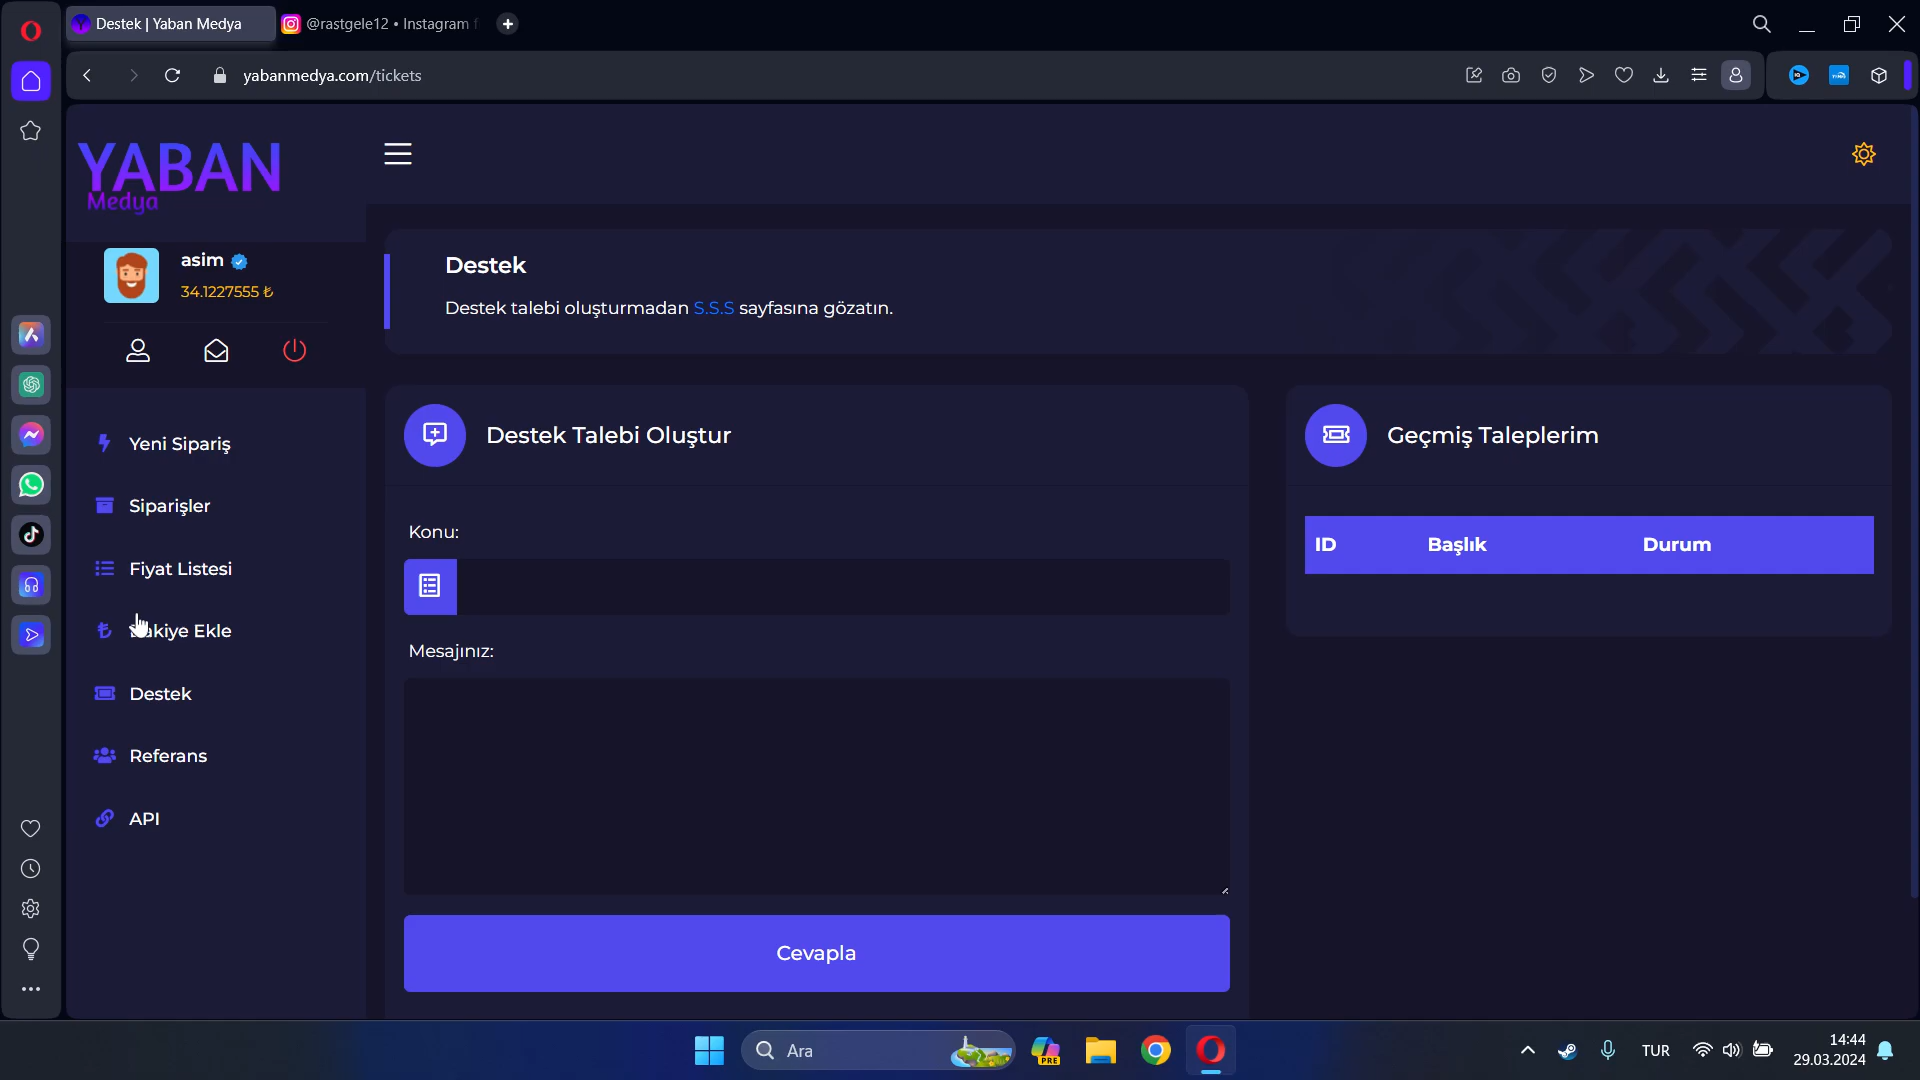 Destek | Yaban Medya
@rastgele12 • Instagram f
yabanmedya.com/tickets
YABAN
Medya
asim
34.1227555 ₺
Yeni Sipariş
Siparişler
Fiyat Listesi
₺ kiye Ekle
Destek
Referans
API
Destek
Destek talebi oluşturmadan S.S.S sayfasına gözatın.
Destek Talebi Oluştur
Konu:
Mesajınız:
Cevapla
Geçmiş Taleplerim
ID Başlık Durum
Ara
PRE
TUR
14:44
29.03.2024